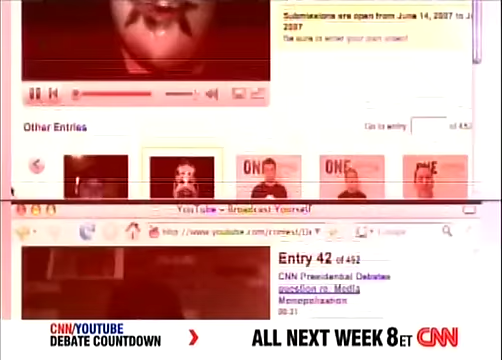 Submissions are open from June 14, 2007 to J
2007
Be sure to enter your own video!
Other Entries
Go to entry
of 452
ONE
ONE
ONE
YouTube - Broadcast Yourself
http://www.youtube.com/contest/De
Entry 42 of 452
CNN Presidential Debates
question re. Media
Monopolization
00:31
CNN/YOUTUBE
DEBATE COUNTDOWN
ALL NEXT WEEK 8ET CNN